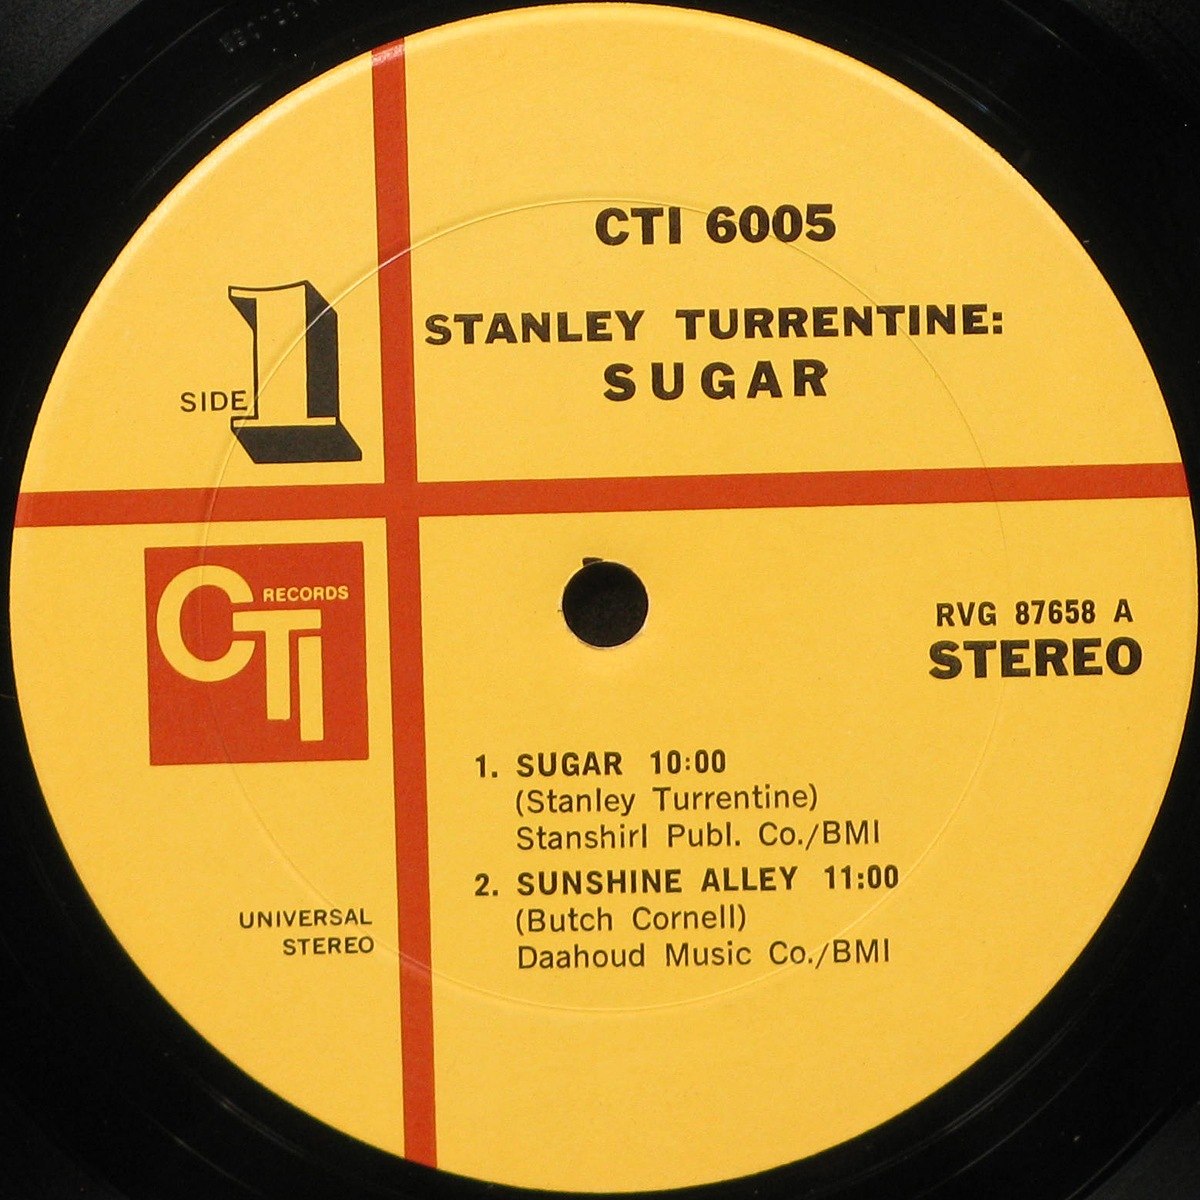 CTI 6005
STANLEY TURRENTINE:
SUGAR
SIDE 1
CTI RECORDS
RVG 87658 A
STEREO
1. SUGAR 10:00
(Stanley Turrentine)
Stanshirl Publ. Co./BMI
2. SUNSHINE ALLEY 11:00
(Butch Cornell)
Daahoud Music Co./BMI
UNIVERSAL
STEREO